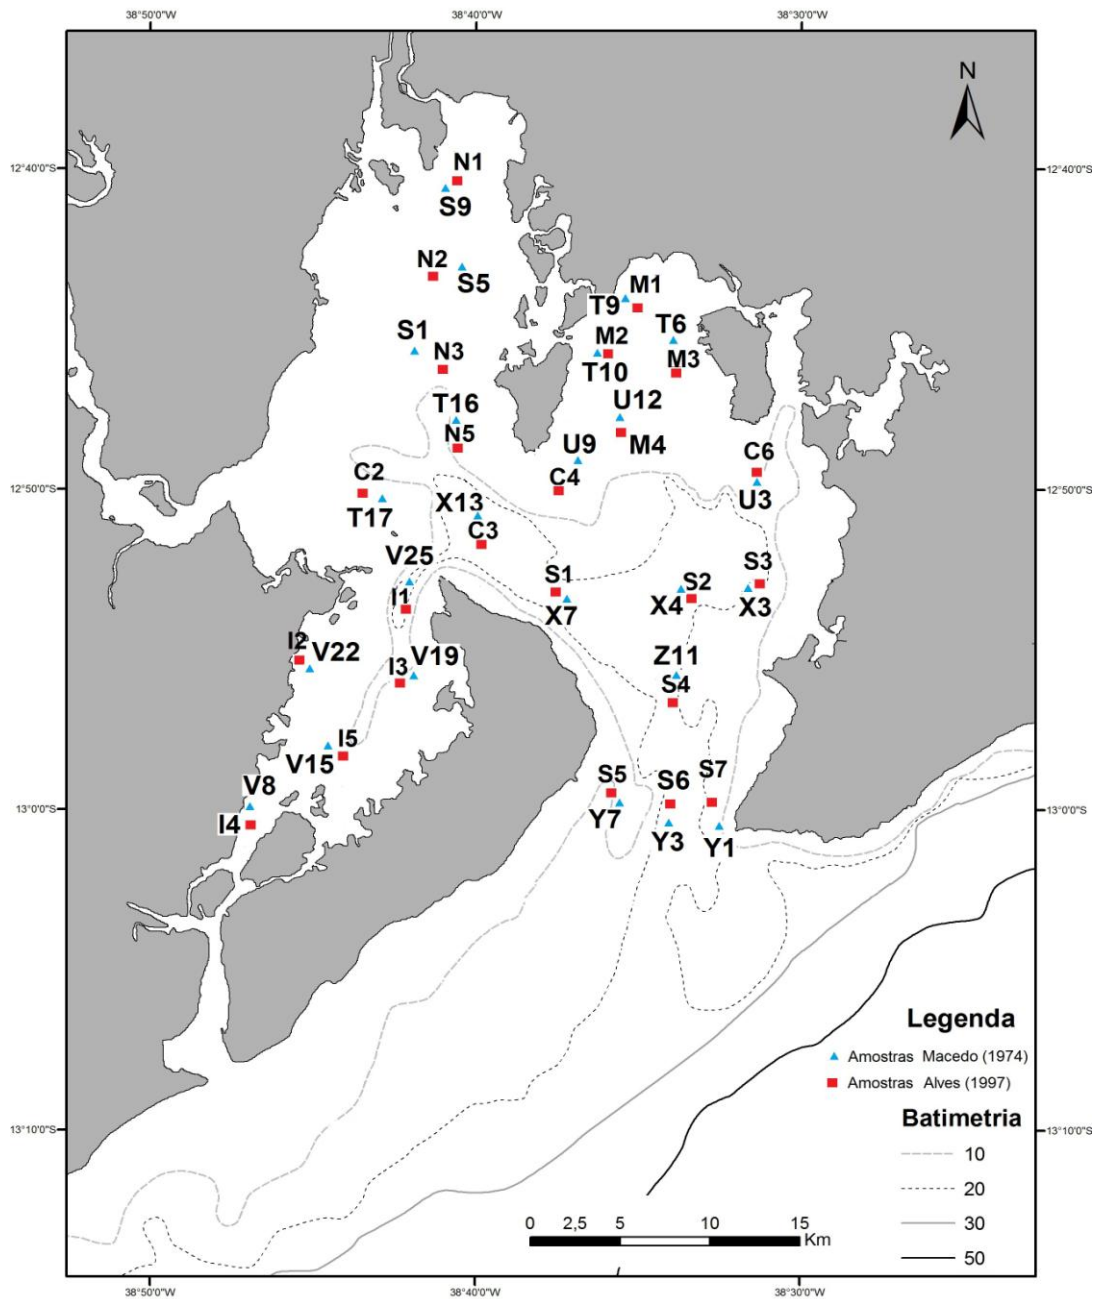 38°50'0"W 38°40'0"W 38°30'0"W
N
12°40'0"S 12°40'0"S
N1
S9
N2
S5
M1
T9
S1
T6
M2
N3
M3
T10
U12
T16
N5
M4
U9
C6
C2
C4
12°50'0"S 12°50'0"S
X13
U3
T17
C3
V25
S3
S1
S2
I1
X4
X3
X7
I2
V22
I3
V19
Z11
S4
I5
V15
S5
S6
S7
V8
13°0'0"S 13°0'0"S
I4
Y7
Y3
Y1
Legenda
Amostras Macedo (1974)
Amostras Alves (1997)
Batimetria
13°10'0"S 13°10'0"S
10
20
30
50
0 2,5 5 10 15
Km
38°50'0"W 38°40'0"W 38°30'0"W